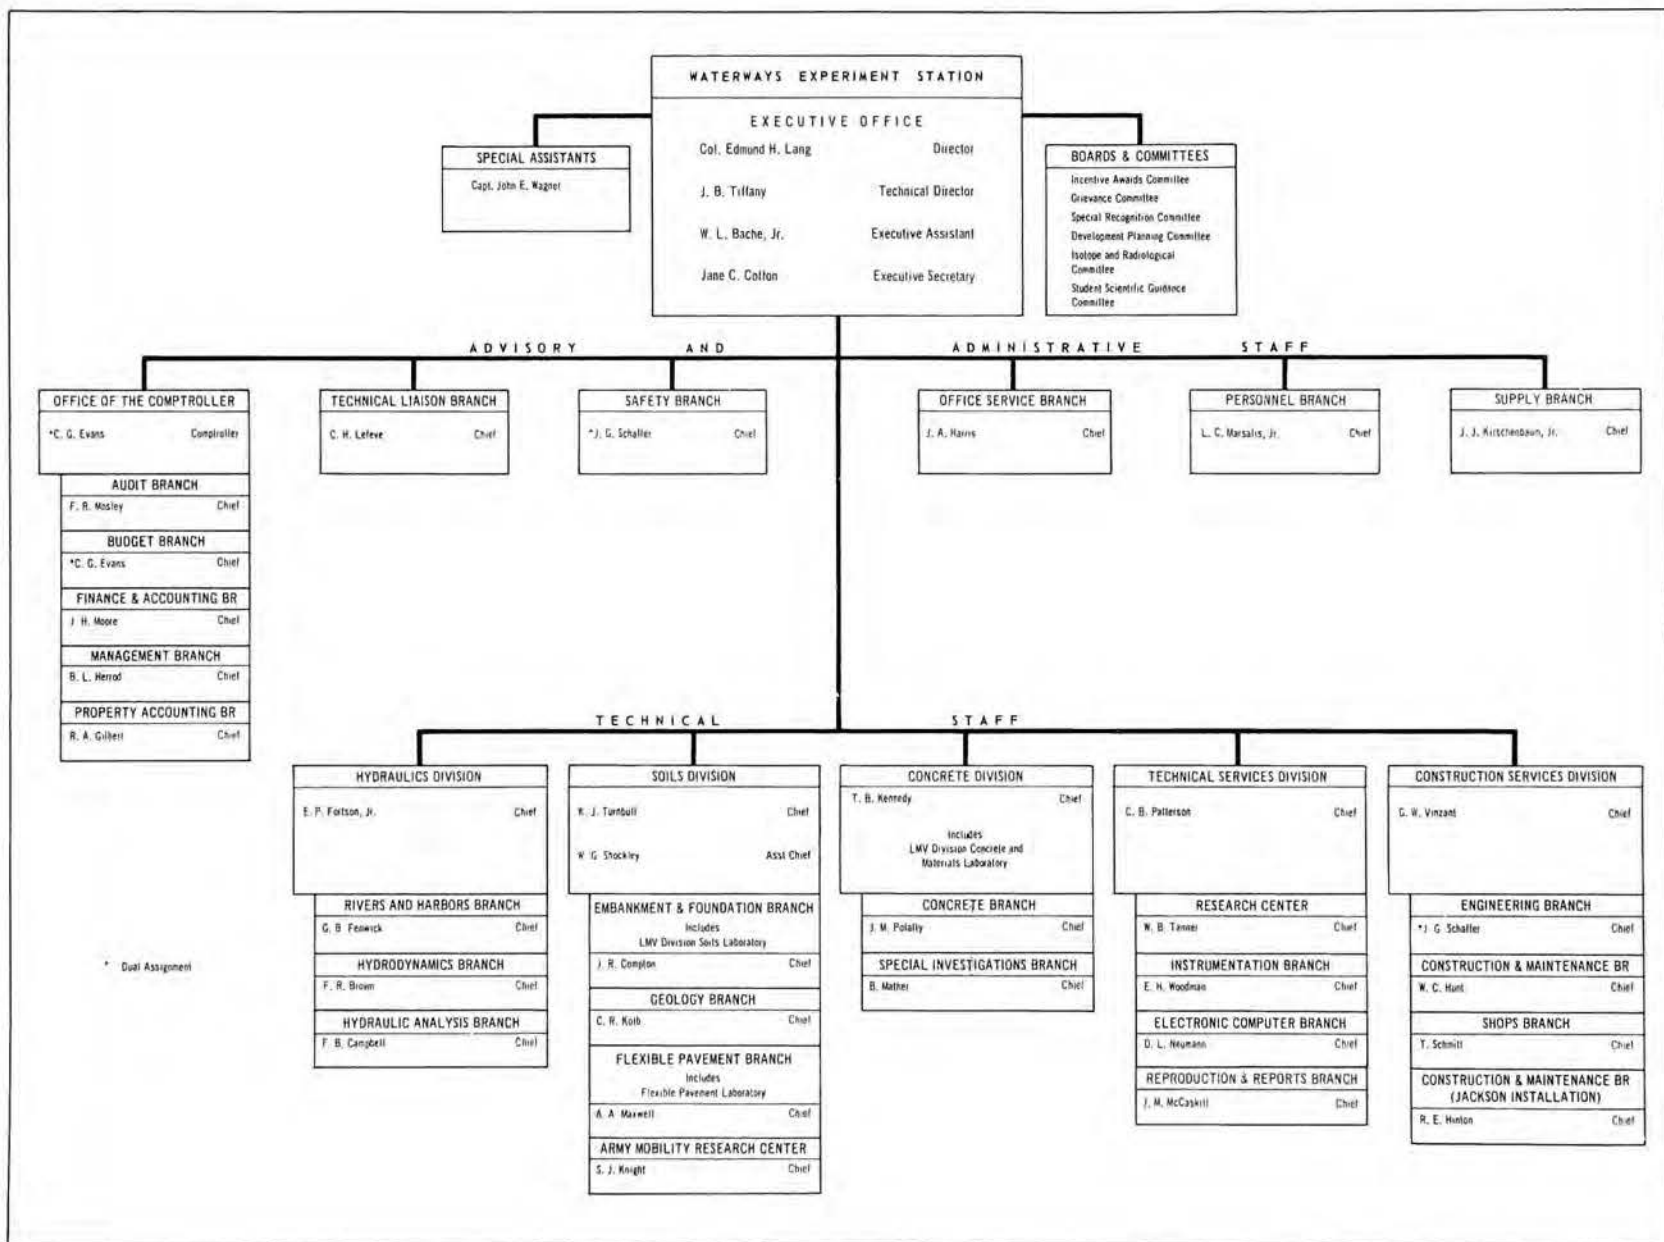 WATERWAYS EXPERIMENT STATION
EXECUTIVE OFFICE
Col. Edmund H. Lang Director
J. B. Tiffany Technical Director
W. L. Bache, Jr. Executive Assistant
Jane C. Cotton Executive Secretary
SPECIAL ASSISTANTS
Capt. John E. Wagner
BOARDS & COMMITTEES
Incentive Awards Committee
Grievance Committee
Special Recognition Committee
Development Planning Committee
Isotope and Radiological
Committee
Student Scientific Guidance
Committee
ADVISORY AND ADMINISTRATIVE STAFF
OFFICE OF THE COMPTROLLER
*C. G. Evans Comptroller
AUDIT BRANCH
F. R. Mosley Chief
BUDGET BRANCH
*C. G. Evans Chief
FINANCE & ACCOUNTING BR
J. H. Moore Chief
MANAGEMENT BRANCH
B. L. Herrod Chief
PROPERTY ACCOUNTING BR
R. A. Gilbert Chief
TECHNICAL LIAISON BRANCH
C. H. Lefeve Chief
SAFETY BRANCH
*J. G. Schaffer Chief
OFFICE SERVICE BRANCH
J. A. Harris Chief
PERSONNEL BRANCH
L. C. Marsalis, Jr. Chief
SUPPLY BRANCH
J. J. Kirschenbaun, Jr. Chief
TECHNICAL STAFF
HYDRAULICS DIVISION
E. P. Fortson, Jr. Chief
RIVERS AND HARBORS BRANCH
G. B. Fenwick Chief
HYDRODYNAMICS BRANCH
F. R. Brown Chief
HYDRAULIC ANALYSIS BRANCH
F. B. Campbell Chief
SOILS DIVISION
W. J. Turnbull Chief
W. G. Shockley Asst Chief
EMBANKMENT & FOUNDATION BRANCH
Includes
LMV Division Soils Laboratory
J. R. Compton Chief
GEOLOGY BRANCH
C. R. Kolb Chief
FLEXIBLE PAVEMENT BRANCH
Includes
Flexible Pavement Laboratory
A. A. Maxwell Chief
ARMY MOBILITY RESEARCH CENTER
S. J. Knight Chief
CONCRETE DIVISION
T. B. Kennedy Chief
Includes
LMV Division Concrete and
Materials Laboratory
CONCRETE BRANCH
J. M. Polatty Chief
SPECIAL INVESTIGATIONS BRANCH
B. Mather Chief
TECHNICAL SERVICES DIVISION
C. B. Patterson Chief
RESEARCH CENTER
W. B. Tanner Chief
INSTRUMENTATION BRANCH
E. H. Woodman Chief
ELECTRONIC COMPUTER BRANCH
D. L. Neumann Chief
REPRODUCTION & REPORTS BRANCH
J. M. McCaskill Chief
CONSTRUCTION SERVICES DIVISION
G. W. Vinzant Chief
ENGINEERING BRANCH
*J. G. Schaffer Chief
CONSTRUCTION & MAINTENANCE BR
W. C. Hunt Chief
SHOPS BRANCH
T. Schmitt Chief
CONSTRUCTION & MAINTENANCE BR
(JACKSON INSTALLATION)
R. E. Hinton Chief
* Dual Assignment